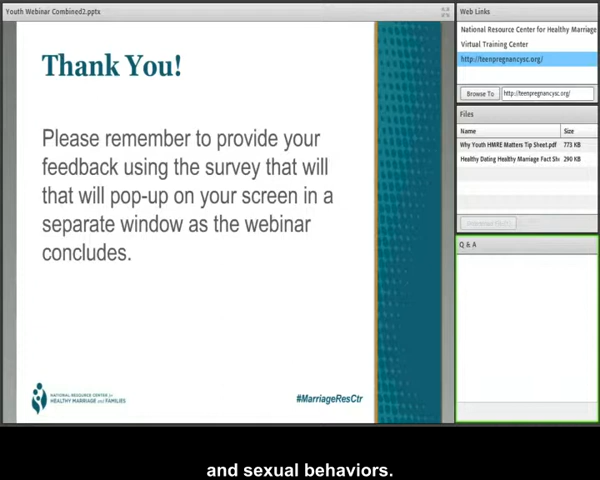 Youth Webinar Combined2.pptx
Thank You!
Please remember to provide your
feedback using the survey that will
that will pop-up on your screen in a
separate window as the webinar
concludes.
NATIONAL RESOURCE CENTER for
HEALTHY MARRIAGE and FAMILIES
#MarriageResCtr
Web Links
National Resource Center for Healthy Marriage
Virtual Training Center
http://teenpregnancysc.org/
Browse To
http://teenpregnancysc.org/
Files
Name Size
Why Youth HMRE Matters Tip Sheet.pdf 773 KB
Healthy Dating Healthy Marriage Fact She 290 KB
Q & A
and sexual behaviors.